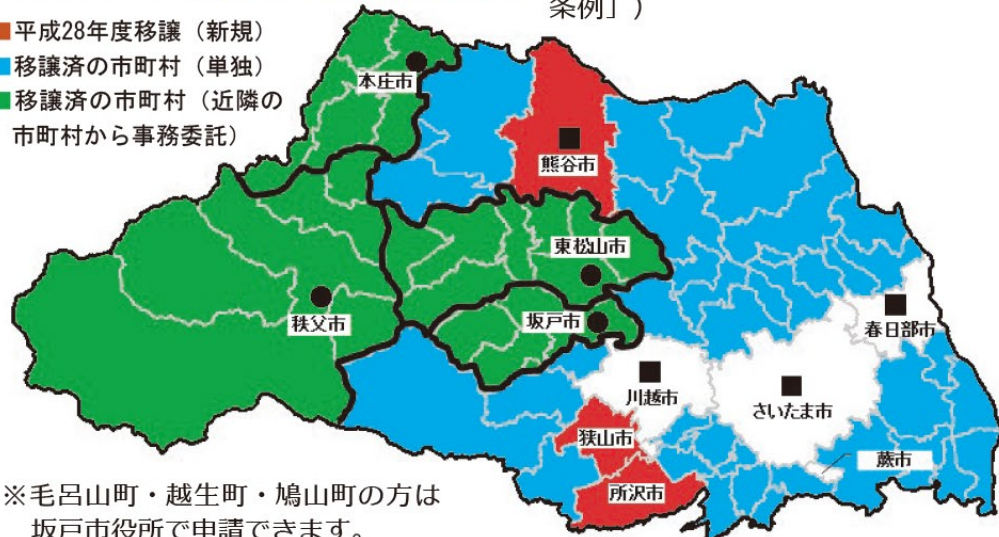 条例」）
■平成28年度移譲（新規）
■移譲済の市町村（単独）
■移譲済の市町村（近隣の
市町村から事務委託）
本庄市
熊谷市
東松山市
秩父市
坂戸市
春日部市
川越市
さいたま市
狭山市
蕨市
所沢市
※毛呂山町・越生町・鳩山町の方は
坂戸市役所で申請できます。